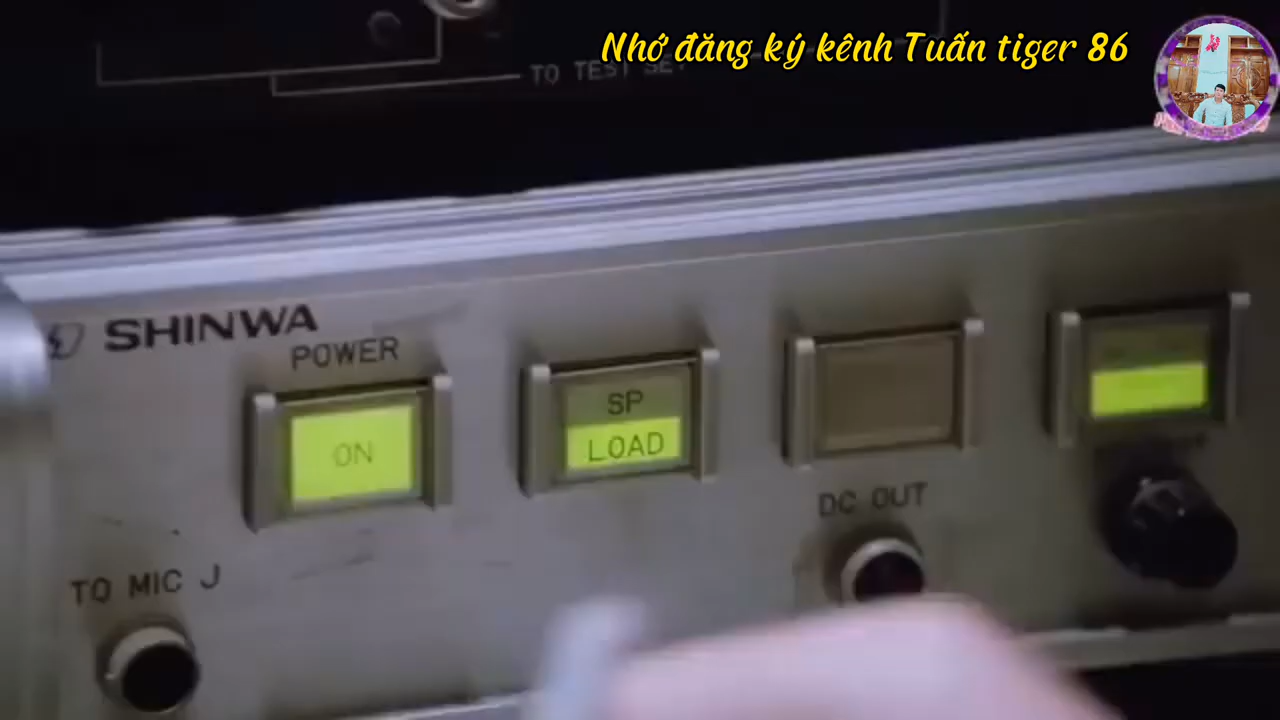 Nhớ đăng ký kênh Tuấn tiger 86
TO TEST SET
SHINWA
POWER
ON
SP
LOAD
DC OUT
TO MIC J